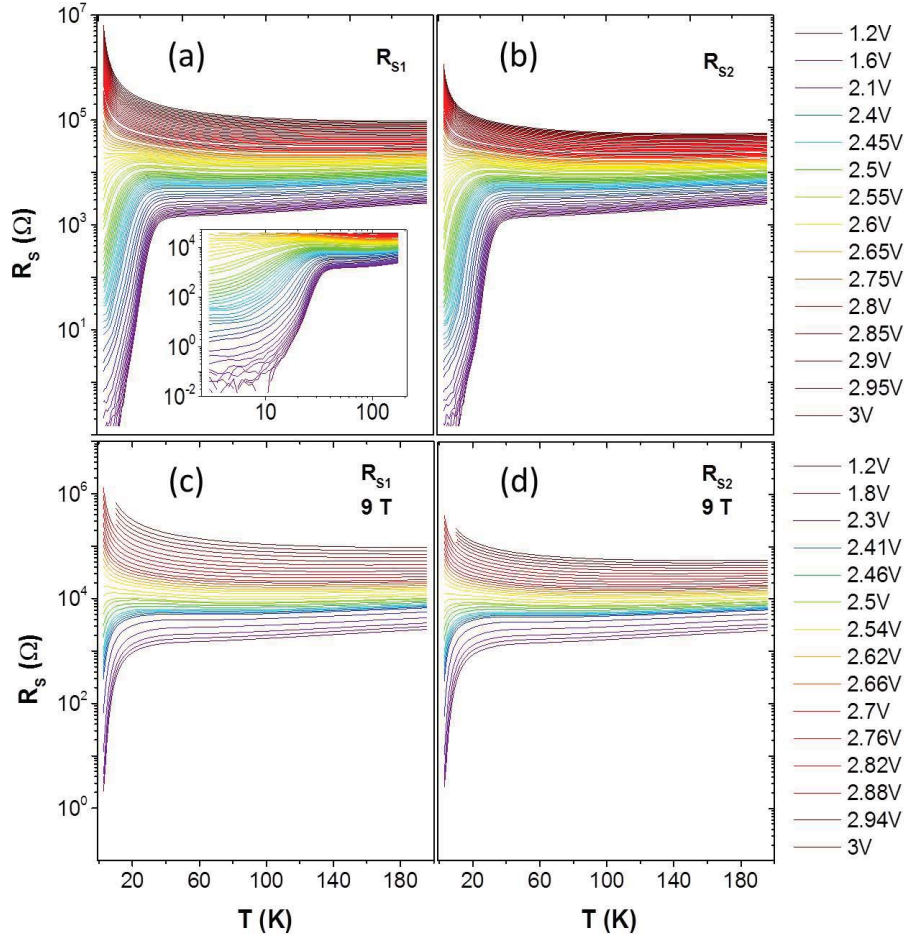 (a)
R_S1
(b)
R_S2
10^7
10^5
10^3
10^1
R_S (Ω)
10^4
10^2
10^0
10^-2
10 100
1.2V
1.6V
2.1V
2.4V
2.45V
2.5V
2.55V
2.6V
2.65V
2.75V
2.8V
2.85V
2.9V
2.95V
3V
(c)
R_S1
9 T
(d)
R_S2
9 T
10^6
10^4
10^2
10^0
R_S (Ω)
20 60 100 140 180
20 60 100 140 180
T (K)
T (K)
1.2V
1.8V
2.3V
2.41V
2.46V
2.5V
2.54V
2.62V
2.66V
2.7V
2.76V
2.82V
2.88V
2.94V
3V